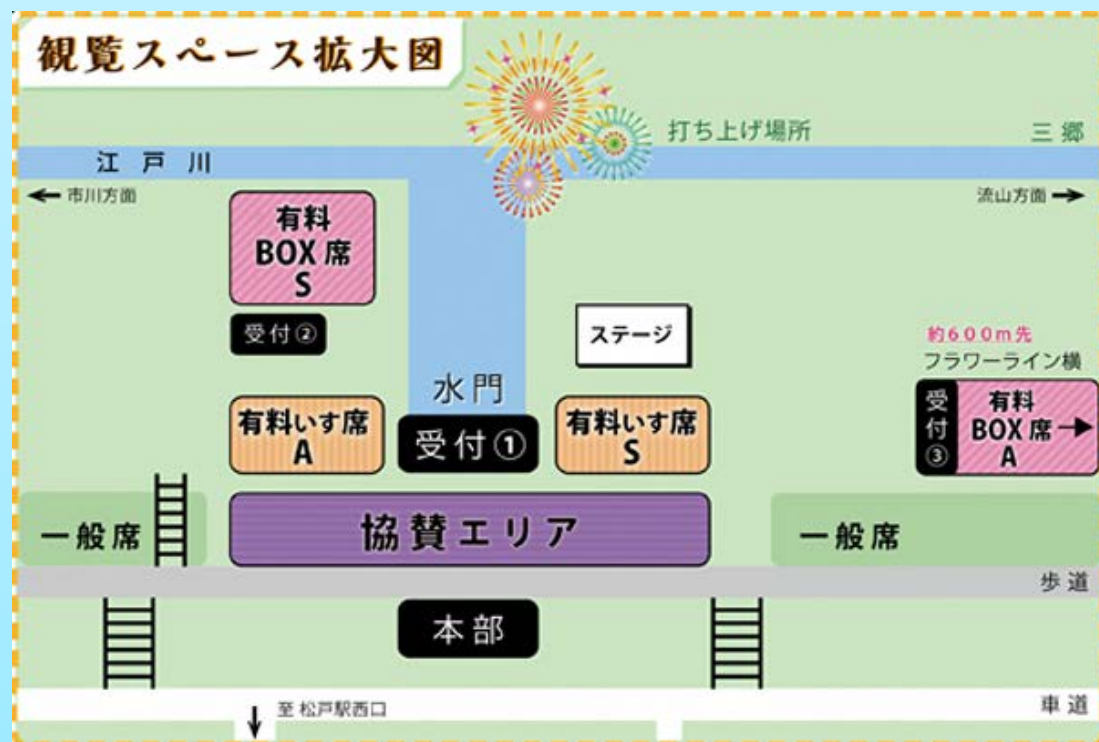 観覧スペース拡大図
打ち上げ場所
三郷
江戸川
← 市川方面
流山方面 →
有料
BOX席
S
受付②
ステージ
約600m先
フラワーライン横
水門
有料いす席
A
受付①
有料いす席
S
受付③
有料
BOX席→
A
一般席
協賛エリア
一般席
歩道
本部
↓
至 松戸駅西口
車道